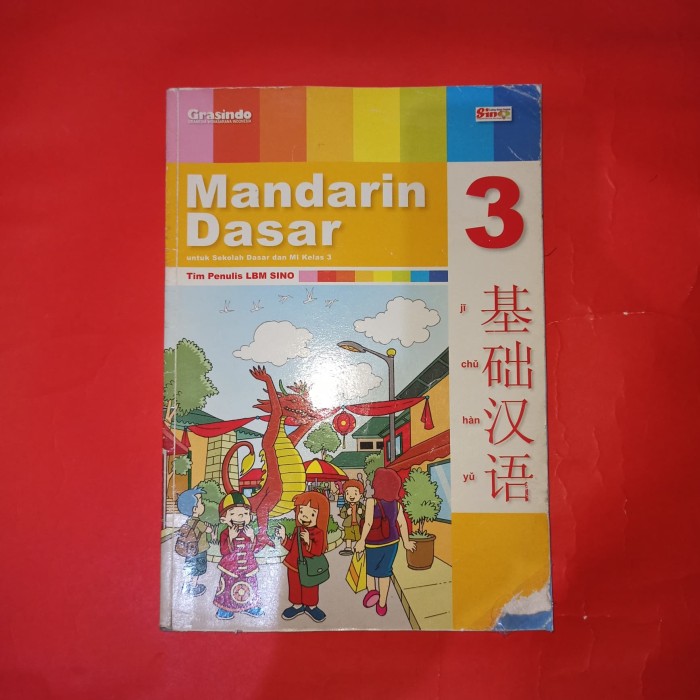 Grasindo
Sino
Mandarin
Dasar
untuk Sekolah Dasar dan MI Kelas 3
Tim Penulis LBM SINO
3
jī
基
chǔ
础
hàn
汉
yǔ
语